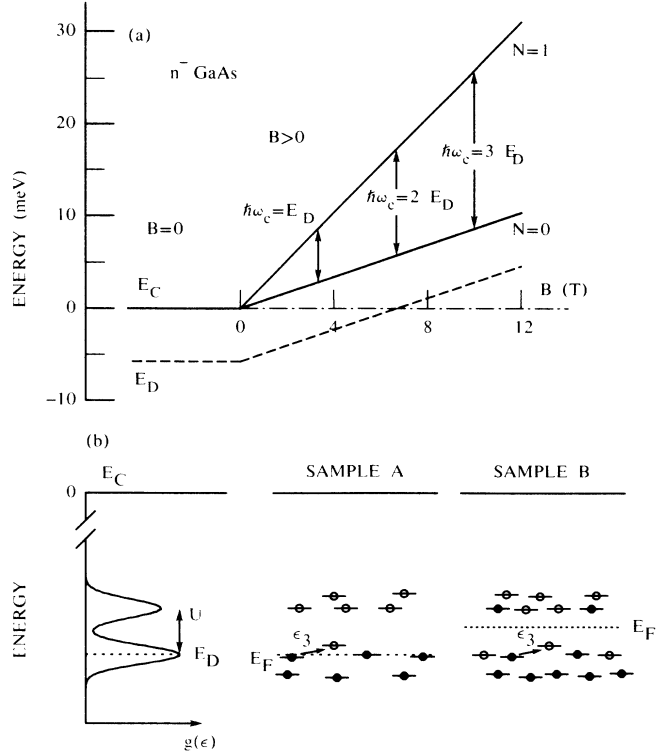 30
(a)
N=1
n⁻ GaAs
20
B>0
ħω_c=3 E_D
ħω_c=2 E_D
ħω_c=E_D
ENERGY (meV)
10
B=0
N=0
E_C
B (T)
0
0 4 8 12
E_D
-10
(b)
E_C
SAMPLE A
SAMPLE B
0
ENERGY
U
E_D
E_F
ϵ_3
ϵ_3
E_F
g(ϵ)